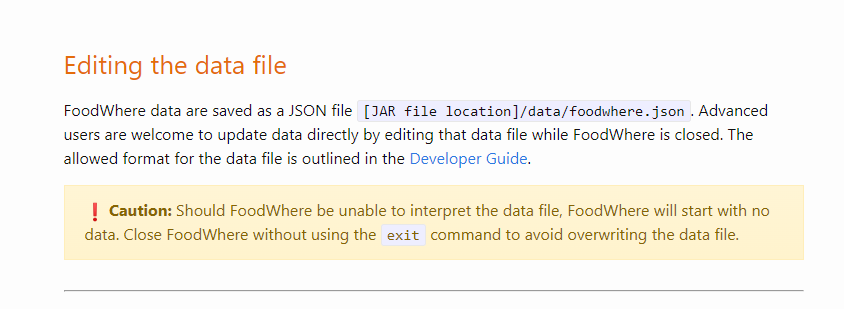 Editing the data file
FoodWhere data are saved as a JSON file [JAR file location]/data/foodwhere.json. Advanced
users are welcome to update data directly by editing that data file while FoodWhere is closed. The
allowed format for the data file is outlined in the Developer Guide.
❗ Caution: Should FoodWhere be unable to interpret the data file, FoodWhere will start with no
data. Close FoodWhere without using the exit command to avoid overwriting the data file.